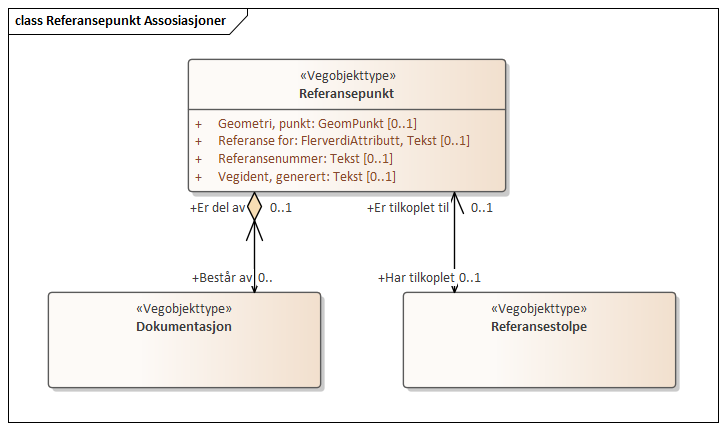 class Referansepunkt Assosiasjoner
«Vegobjekttype»
Referansepunkt
+ Geometri, punkt: GeomPunkt [0..1]
+ Referanse for: FlerverdiAttributt, Tekst [0..1]
+ Referansenummer: Tekst [0..1]
+ Vegident, generert: Tekst [0..1]
+Er del av 0..1 +Er tilkoplet til 0..1
+Består av 0.. +Har tilkoplet 0..1
«Vegobjekttype» «Vegobjekttype»
Dokumentasjon Referansestolpe